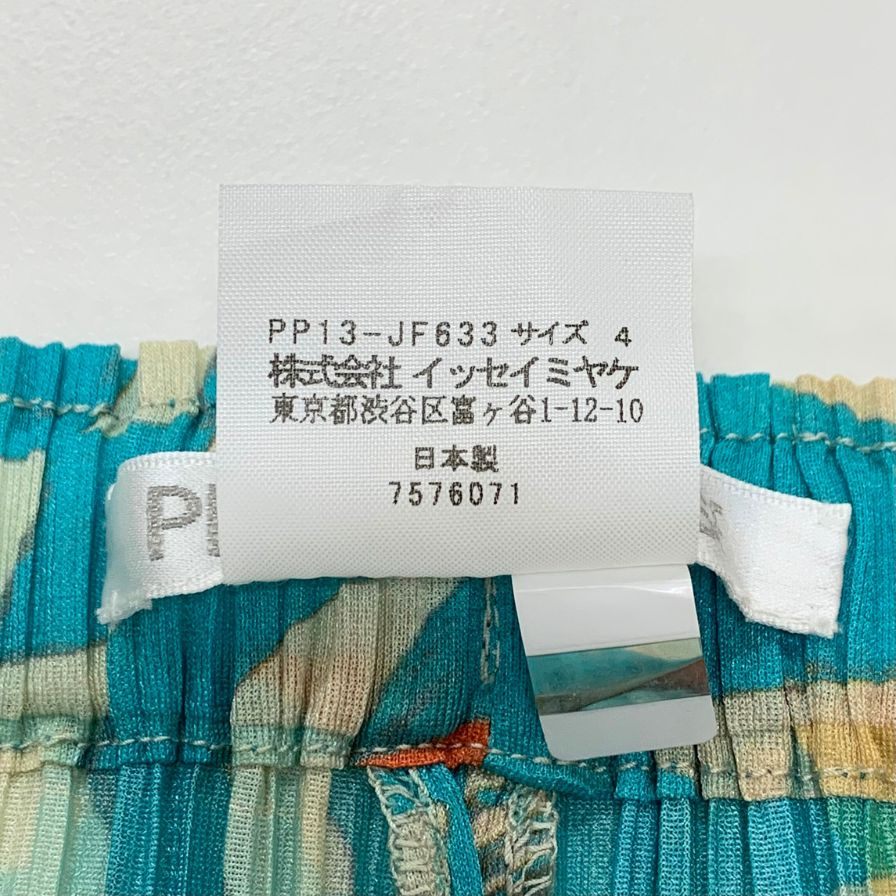 PP13-JF633 サイズ 4
株式会社 イッセイミヤケ
東京都渋谷区富ヶ谷1-12-10
日本製
7576071